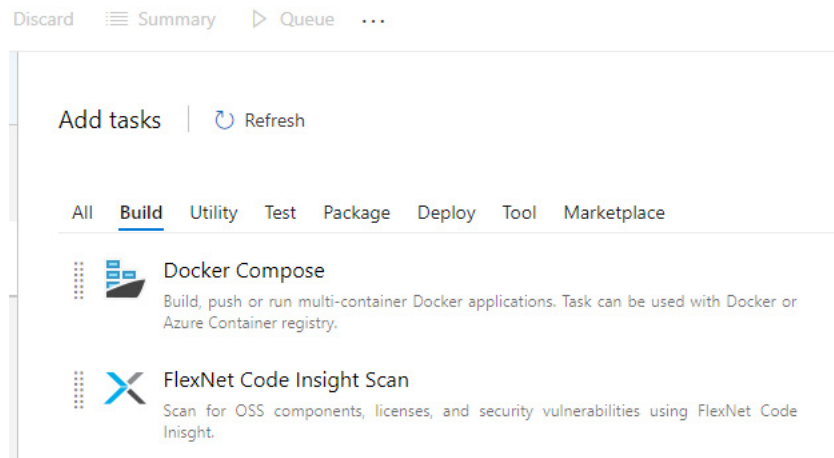 Discard Summary Queue ...
Add tasks Refresh
All Build Utility Test Package Deploy Tool Marketplace
Docker Compose
Build, push or run multi-container Docker applications. Task can be used with Docker or
Azure Container registry.
FlexNet Code Insight Scan
Scan for OSS components, licenses, and security vulnerabilities using FlexNet Code
Inisght.